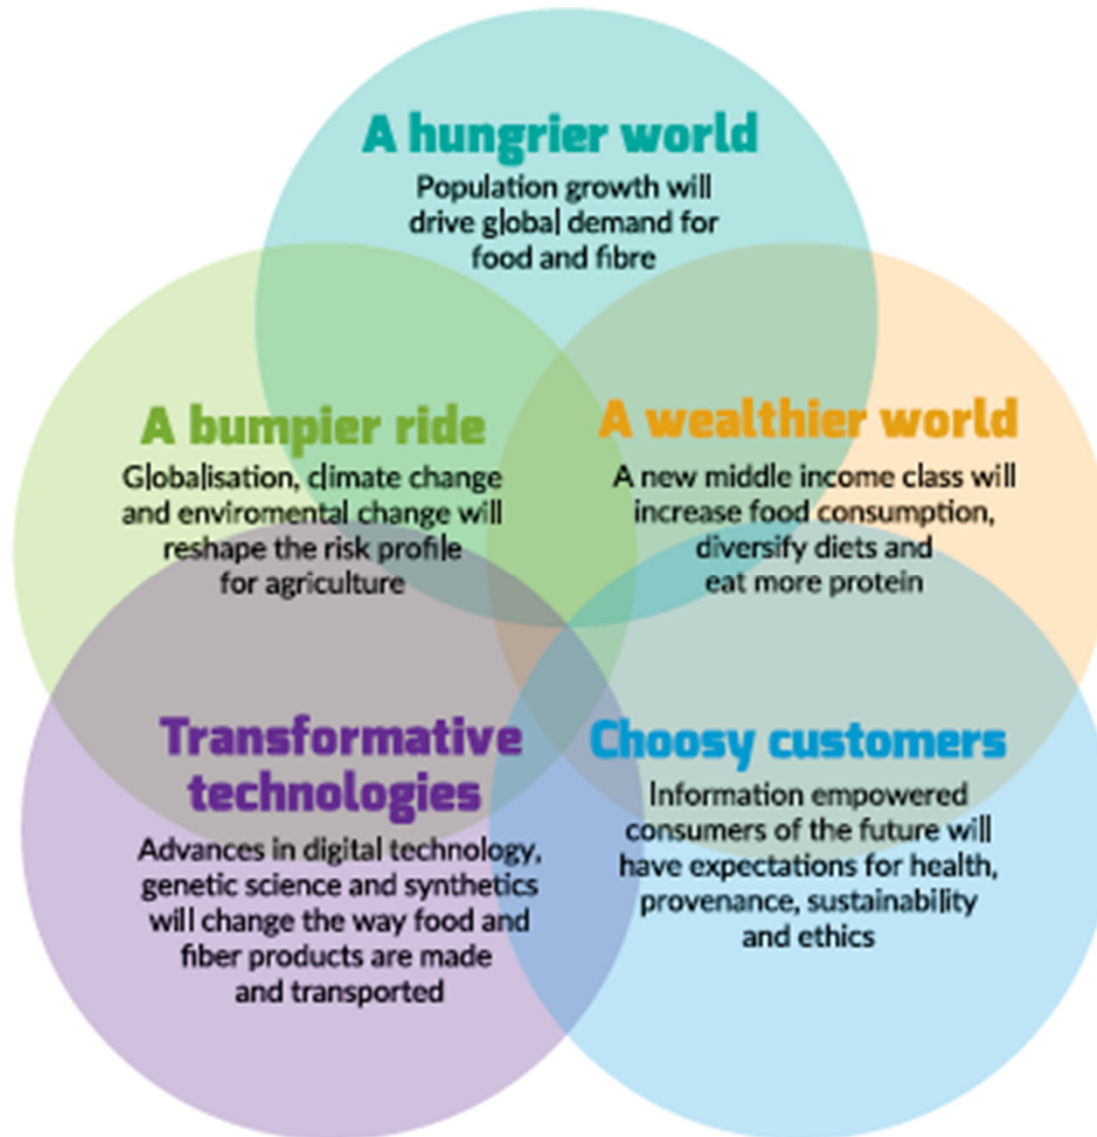 A hungrier world
Population growth will
drive global demand for
food and fibre
A bumpier ride
Globalisation, climate change
and enviromental change will
reshape the risk profile
for agriculture
A wealthier world
A new middle income class will
increase food consumption,
diversify diets and
eat more protein
Transformative
technologies
Advances in digital technology,
genetic science and synthetics
will change the way food and
fiber products are made
and transported
Choosy customers
Information empowered
consumers of the future will
have expectations for health,
provenance, sustainability
and ethics